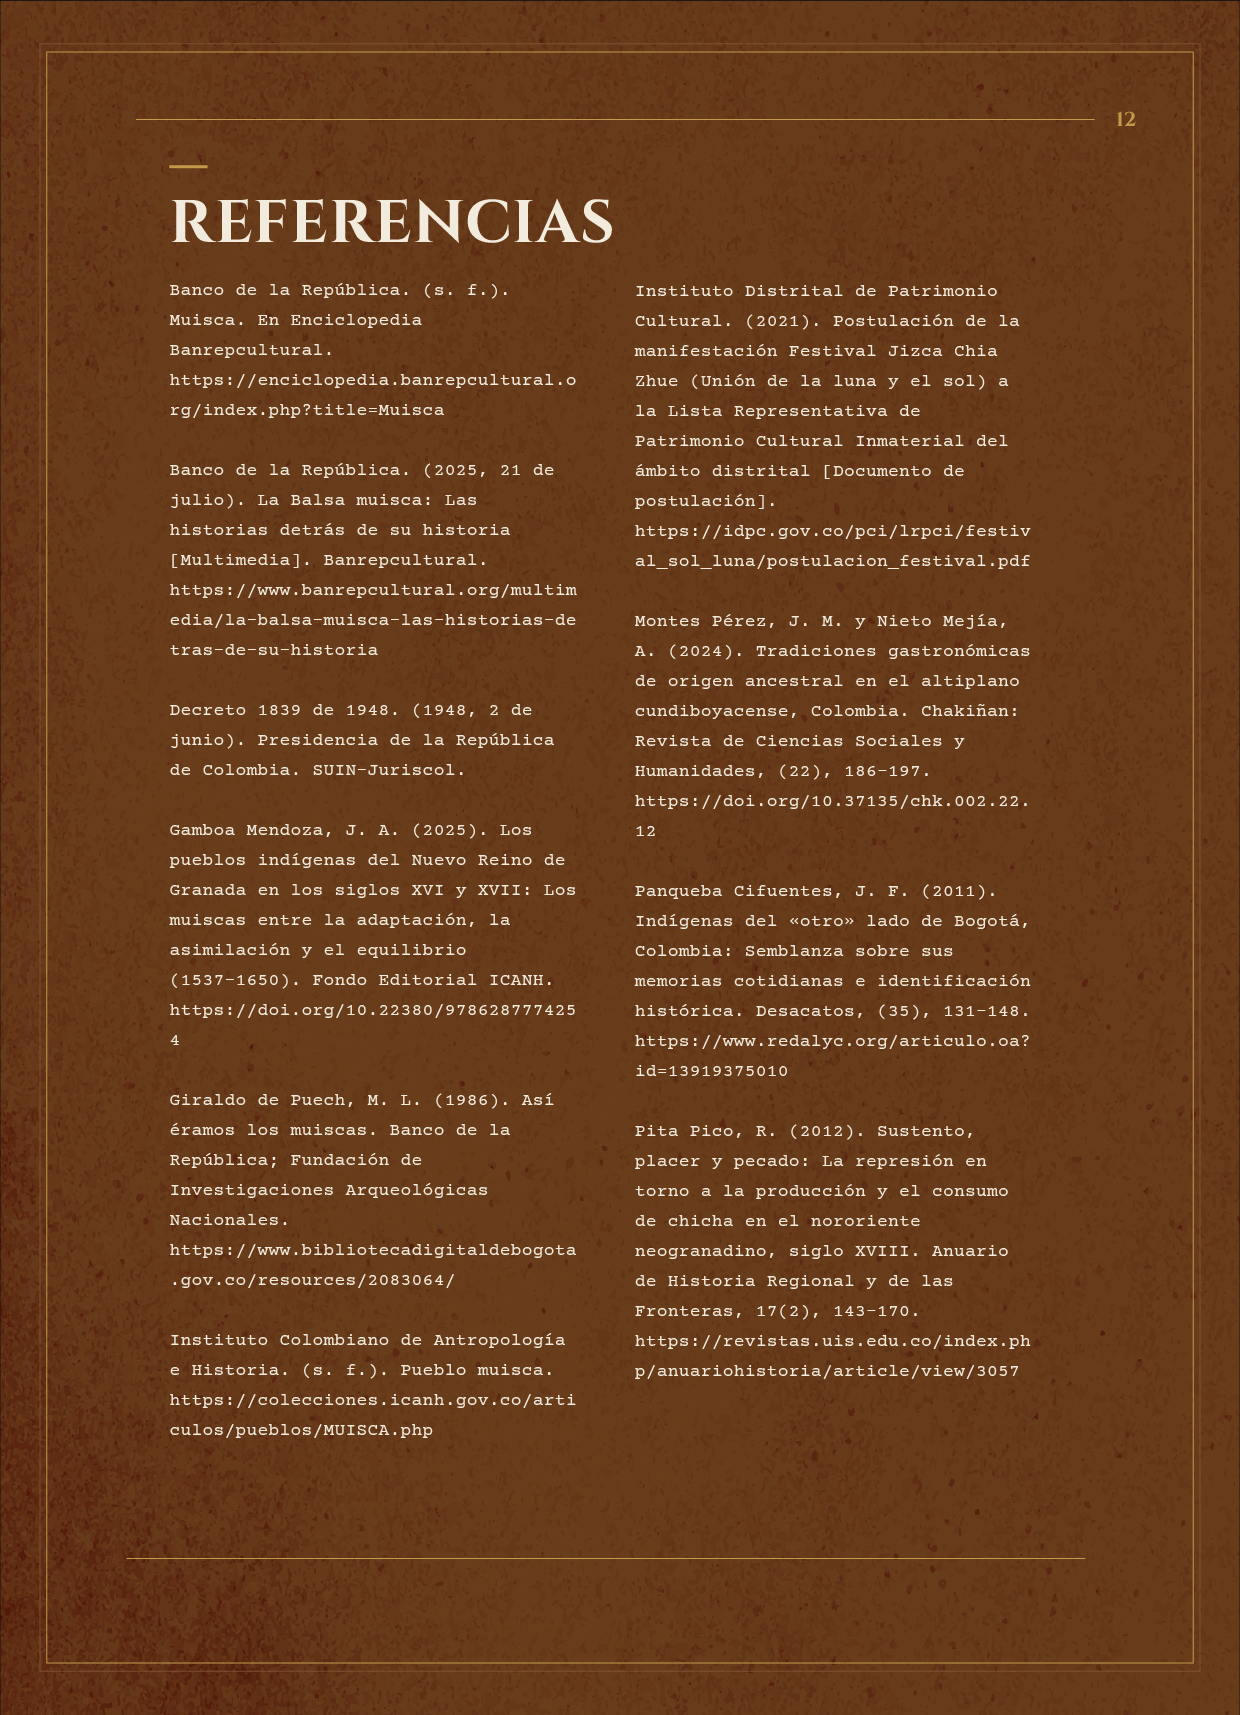 12
REFERENCIAS
Banco de la República. (s. f.).
Muisca. En Enciclopedia
Banrepcultural.
https://enciclopedia.banrepcultural.o
rg/index.php?title=Muisca
Banco de la República. (2025, 21 de
julio). La Balsa muisca: Las
historias detrás de su historia
[Multimedia]. Banrepcultural.
https://www.banrepcultural.org/multim
edia/la-balsa-muisca-las-historias-de
tras-de-su-historia
Decreto 1839 de 1948. (1948, 2 de
junio). Presidencia de la República
de Colombia. SUIN-Juriscol.
Gamboa Mendoza, J. A. (2025). Los
pueblos indígenas del Nuevo Reino de
Granada en los siglos XVI y XVII: Los
muiscas entre la adaptación, la
asimilación y el equilibrio
(1537–1650). Fondo Editorial ICANH.
https://doi.org/10.22380/978628777425
4
Giraldo de Puech, M. L. (1986). Así
éramos los muiscas. Banco de la
República; Fundación de
Investigaciones Arqueológicas
Nacionales.
https://www.bibliotecadigitaldebogota
.gov.co/resources/2083064/
Instituto Colombiano de Antropología
e Historia. (s. f.). Pueblo muisca.
https://colecciones.icanh.gov.co/arti
culos/pueblos/MUISCA.php
Instituto Distrital de Patrimonio
Cultural. (2021). Postulación de la
manifestación Festival Jizca Chia
Zhue (Unión de la luna y el sol) a
la Lista Representativa de
Patrimonio Cultural Inmaterial del
ámbito distrital [Documento de
postulación].
https://idpc.gov.co/pci/lrpci/festiv
al_sol_luna/postulacion_festival.pdf
Montes Pérez, J. M. y Nieto Mejía,
A. (2024). Tradiciones gastronómicas
de origen ancestral en el altiplano
cundiboyacense, Colombia. Chakiñan:
Revista de Ciencias Sociales y
Humanidades, (22), 186–197.
https://doi.org/10.37135/chk.002.22.
12
Panqueba Cifuentes, J. F. (2011).
Indígenas del «otro» lado de Bogotá,
Colombia: Semblanza sobre sus
memorias cotidianas e identificación
histórica. Desacatos, (35), 131–148.
https://www.redalyc.org/articulo.oa?
id=13919375010
Pita Pico, R. (2012). Sustento,
placer y pecado: La represión en
torno a la producción y el consumo
de chicha en el nororiente
neogranadino, siglo XVIII. Anuario
de Historia Regional y de las
Fronteras, 17(2), 143–170.
https://revistas.uis.edu.co/index.ph
p/anuariohistoria/article/view/3057